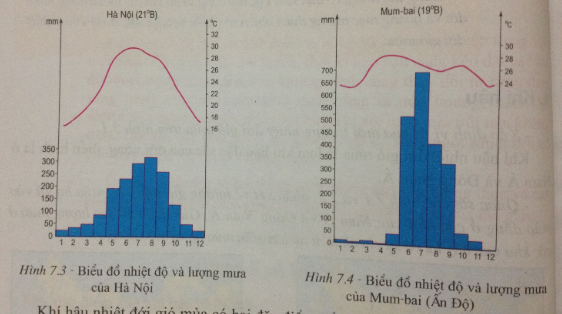 Hà Nội (21°B)
mm
°C
32
30
28
26
24
22
20
18
16
350
300
250
200
150
100
50
0
1 2 3 4 5 6 7 8 9 10 11 12
Hình 7.3 - Biểu đồ nhiệt độ và lượng mưa
của Hà Nội
Mum-bai (19°B)
mm
°C
30
28
26
24
700
650
600
550
500
450
400
350
300
250
200
150
100
50
0
1 2 3 4 5 6 7 8 9 10 11 12
Hình 7.4 - Biểu đồ nhiệt độ và lượng mưa
của Mum-bai (Ấn Độ)
Khí hậu nhiệt đới gió mùa có hai đặc điểm